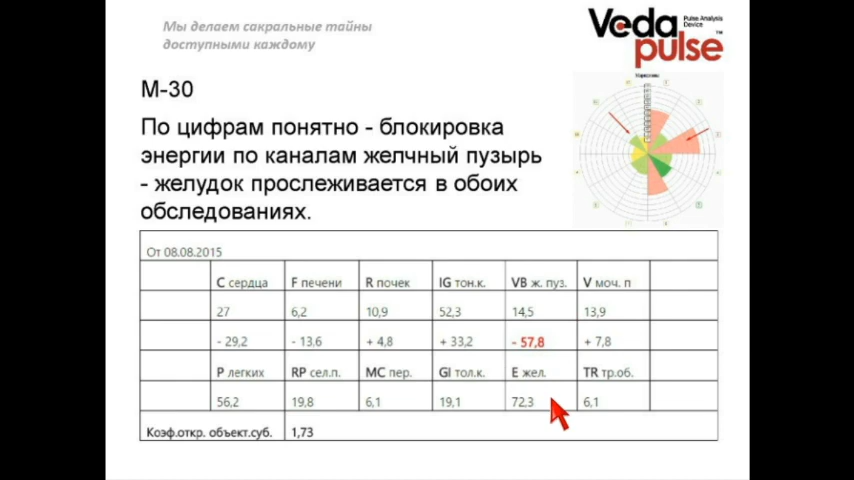 Мы делаем сакральные тайны
доступными каждому
Veda
pulse
Pulse Analysis
Device
TM
М-30
По цифрам понятно - блокировка
энергии по каналам желчный пузырь
- желудок прослеживается в обоих
обследованиях.
От 08.08.2015
C сердца F печени R почек IG тон.к. VB ж. пуз. V моч. п
27 6,2 10,9 52,3 14,5 13,9
- 29,2 - 13,6 + 4,8 + 33,2 - 57,8 + 7,8
P легких RP сел.п. MC пер. GI тол.к. E жел. TR тр.об.
56,2 19,8 6,1 19,1 72,3 6,1
Коэф.откр. объект.суб. 1,73